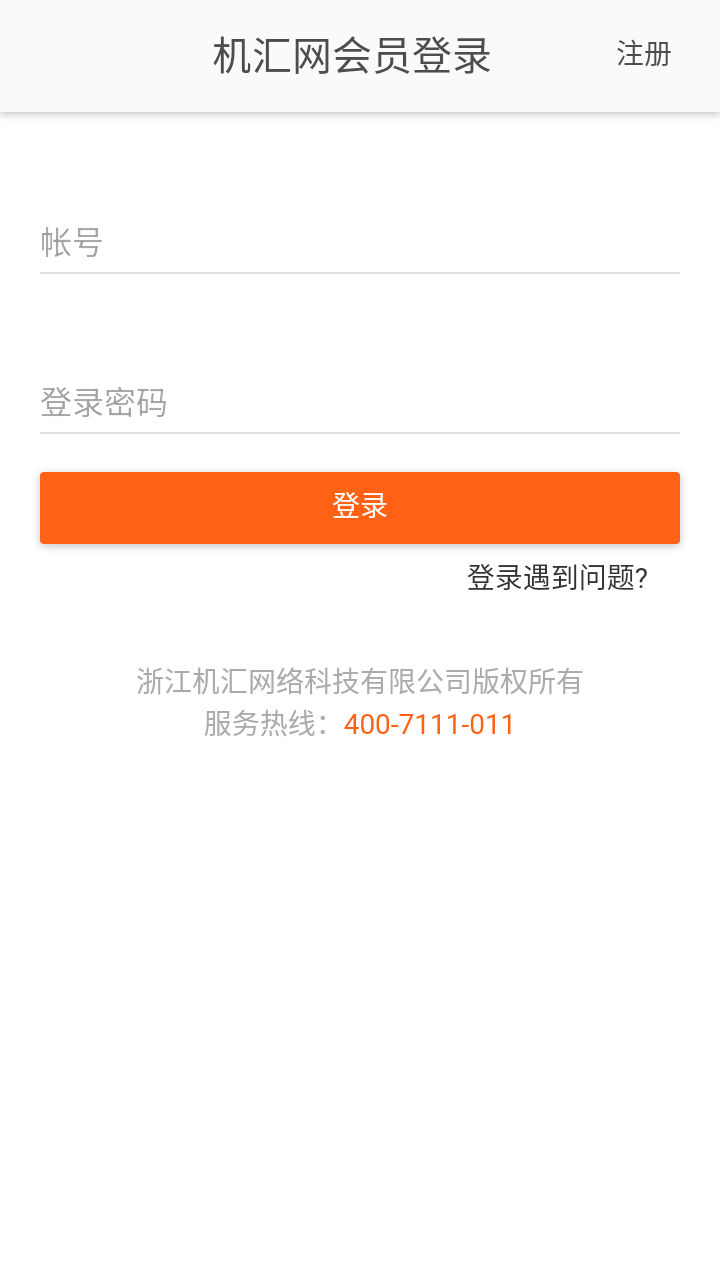 机汇网会员登录
注册
帐号
登录密码
登录
登录遇到问题?
浙江机汇网络科技有限公司版权所有
服务热线：400-7111-011